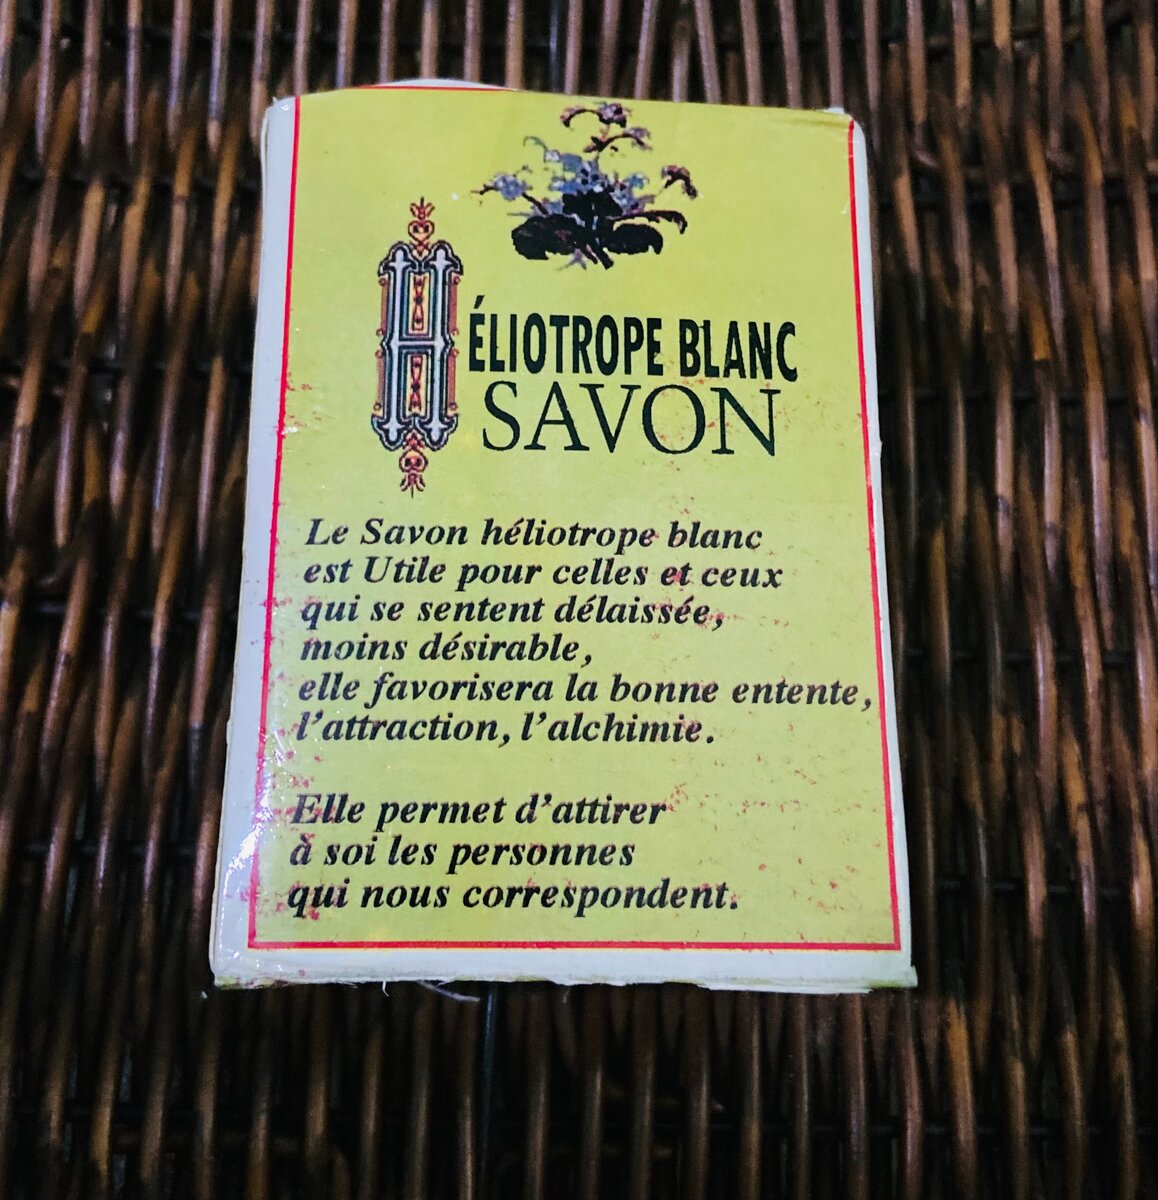 HÉLIOTROPE BLANC
SAVON
Le Savon héliotrope blanc
est Utile pour celles et ceux
qui se sentent délaissée,
moins désirable,
elle favorisera la bonne entente,
l'attraction, l'alchimie.
Elle permet d'attirer
à soi les personnes
qui nous correspondent.